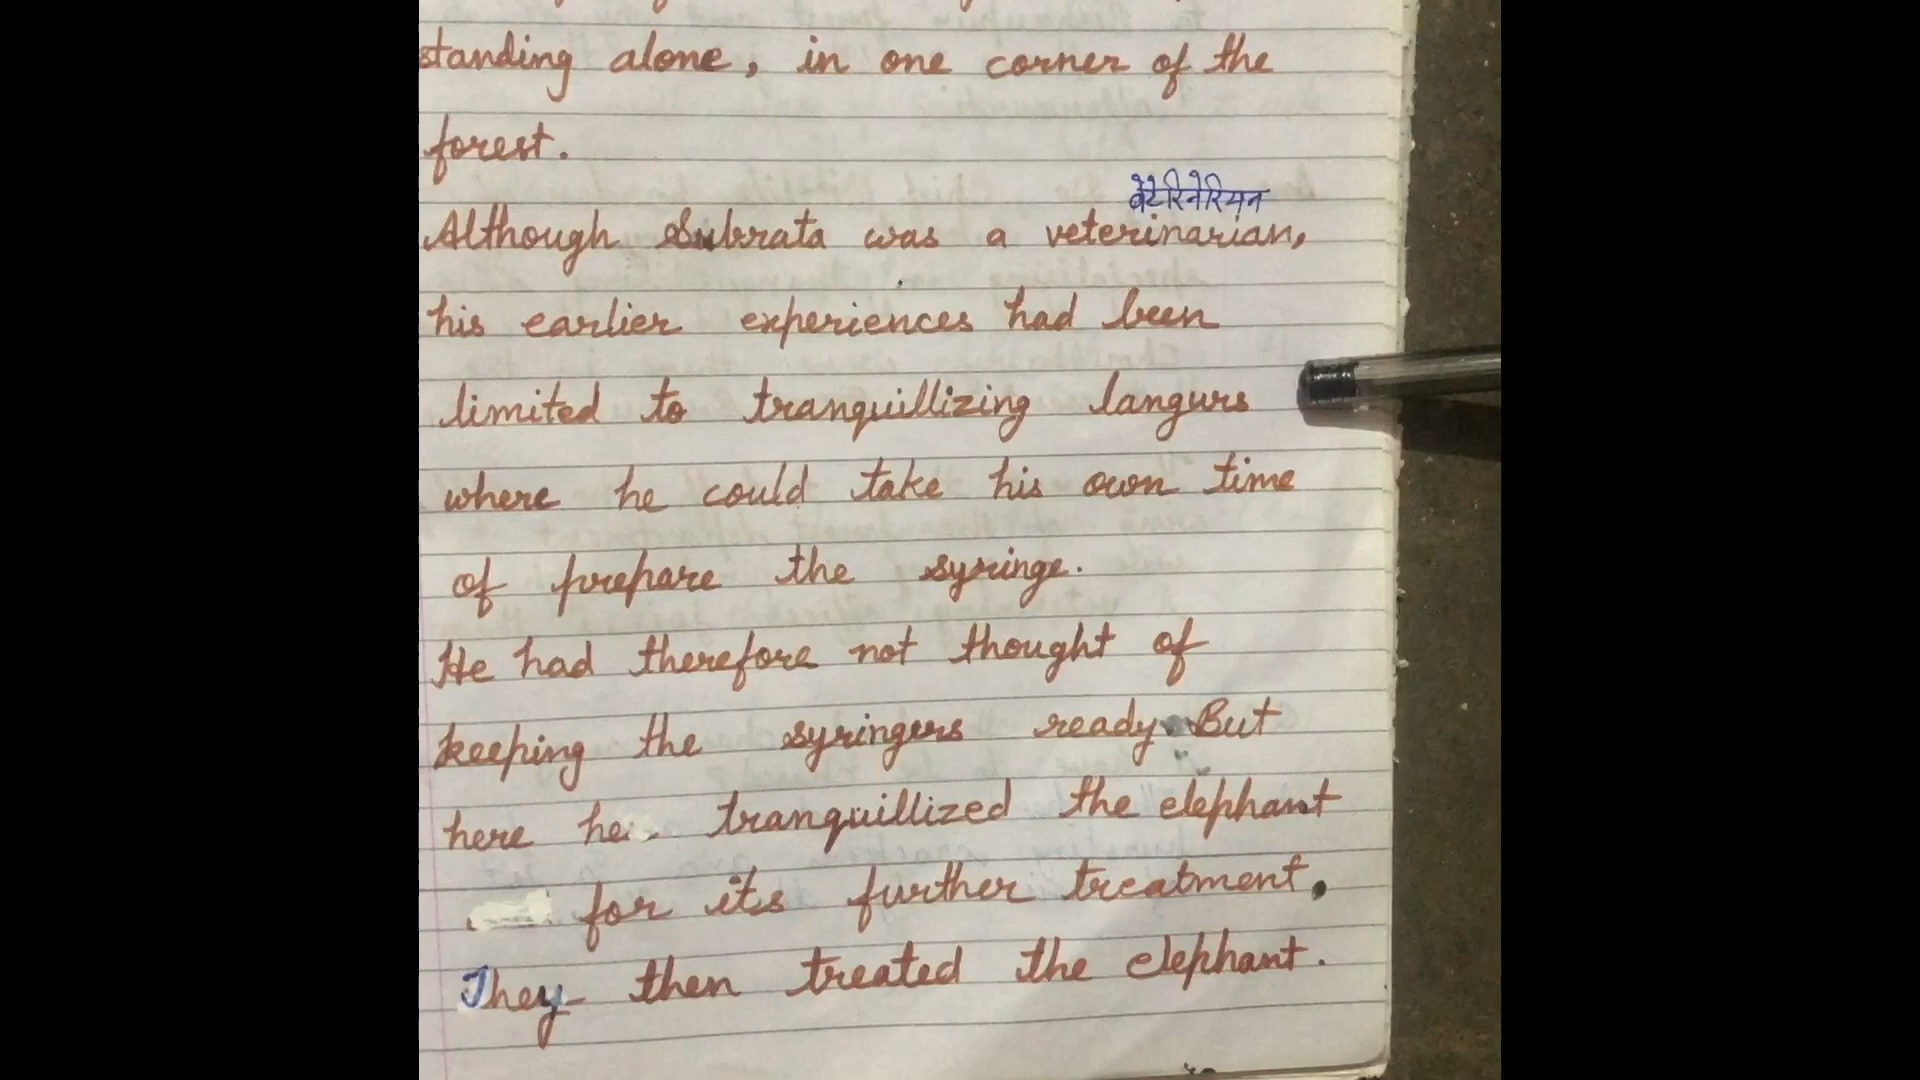 standing alone, in one corner of the
forest.
वेटेरिनेरियन
Although Subrata was a veterinarian,
his earlier experiences had been
limited to tranquillizing langurs
where he could take his own time
of prepare the syringe.
He had therefore not thought of
keeping the syringers ready. But
here he tranquillized the elephant
for its further treatment.
They then treated the elephant.